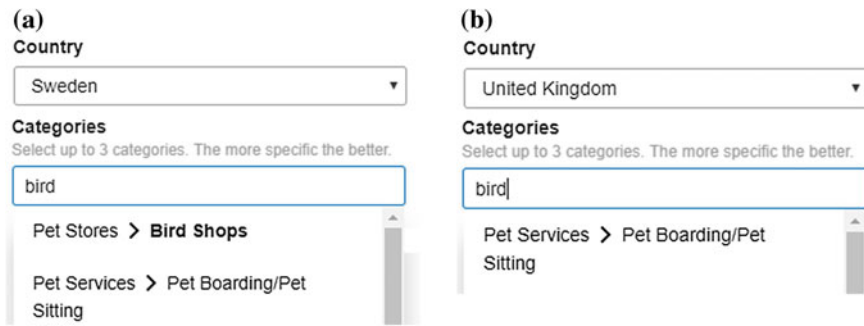 (a)
Country
Sweden
Categories
Select up to 3 categories. The more specific the better.
bird
Pet Stores > Bird Shops
Pet Services > Pet Boarding/Pet
Sitting
(b)
Country
United Kingdom
Categories
Select up to 3 categories. The more specific the better.
bird
Pet Services > Pet Boarding/Pet
Sitting